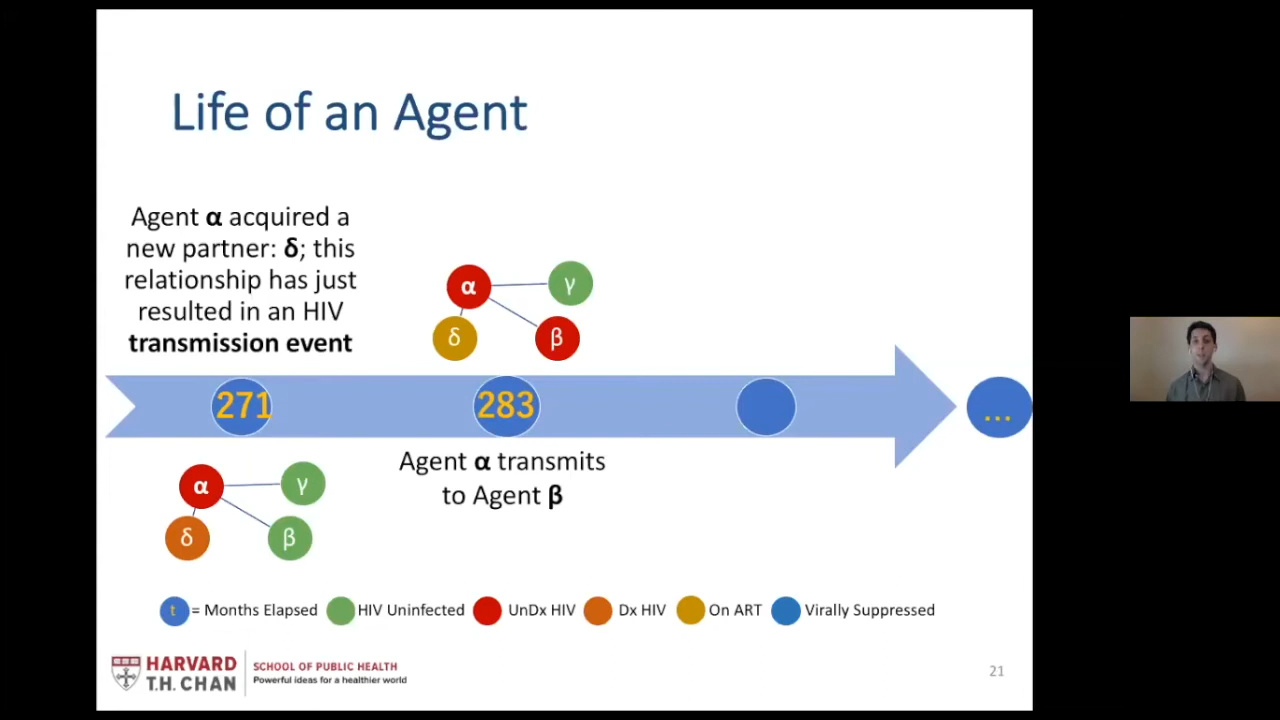 Life of an Agent
Agent α acquired a
new partner: δ; this
relationship has just
resulted in an HIV
transmission event
α
γ
δ
β
271
283
...
Agent α transmits
to Agent β
α
γ
δ
β
t = Months Elapsed
HIV Uninfected
UnDx HIV
Dx HIV
On ART
Virally Suppressed
HARVARD
T.H. CHAN
SCHOOL OF PUBLIC HEALTH
Powerful ideas for a healthier world
21